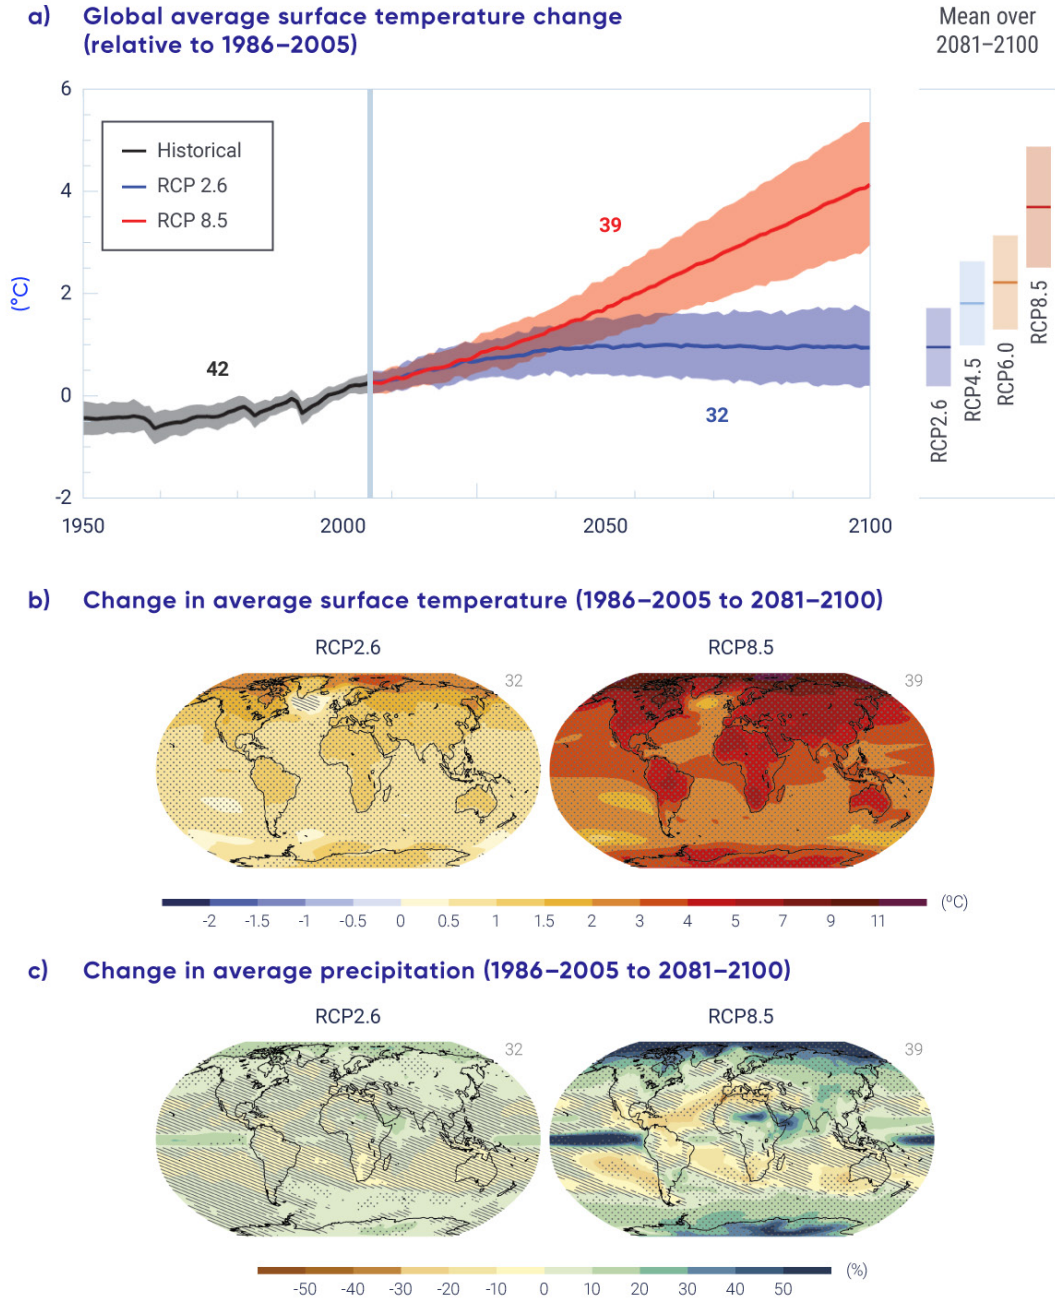 a) Global average surface temperature change
(relative to 1986–2005)
Mean over
2081–2100
6
4
2
0
-2
(°C)
Historical
RCP 2.6
RCP 8.5
42
39
32
1950
2000
2050
2100
RCP2.6
RCP4.5
RCP6.0
RCP8.5
b) Change in average surface temperature (1986–2005 to 2081–2100)
RCP2.6
RCP8.5
32
39
-2 -1.5 -1 -0.5 0 0.5 1 1.5 2 3 4 5 7 9 11 (°C)
c) Change in average precipitation (1986–2005 to 2081–2100)
RCP2.6
RCP8.5
32
39
-50 -40 -30 -20 -10 0 10 20 30 40 50 (%)